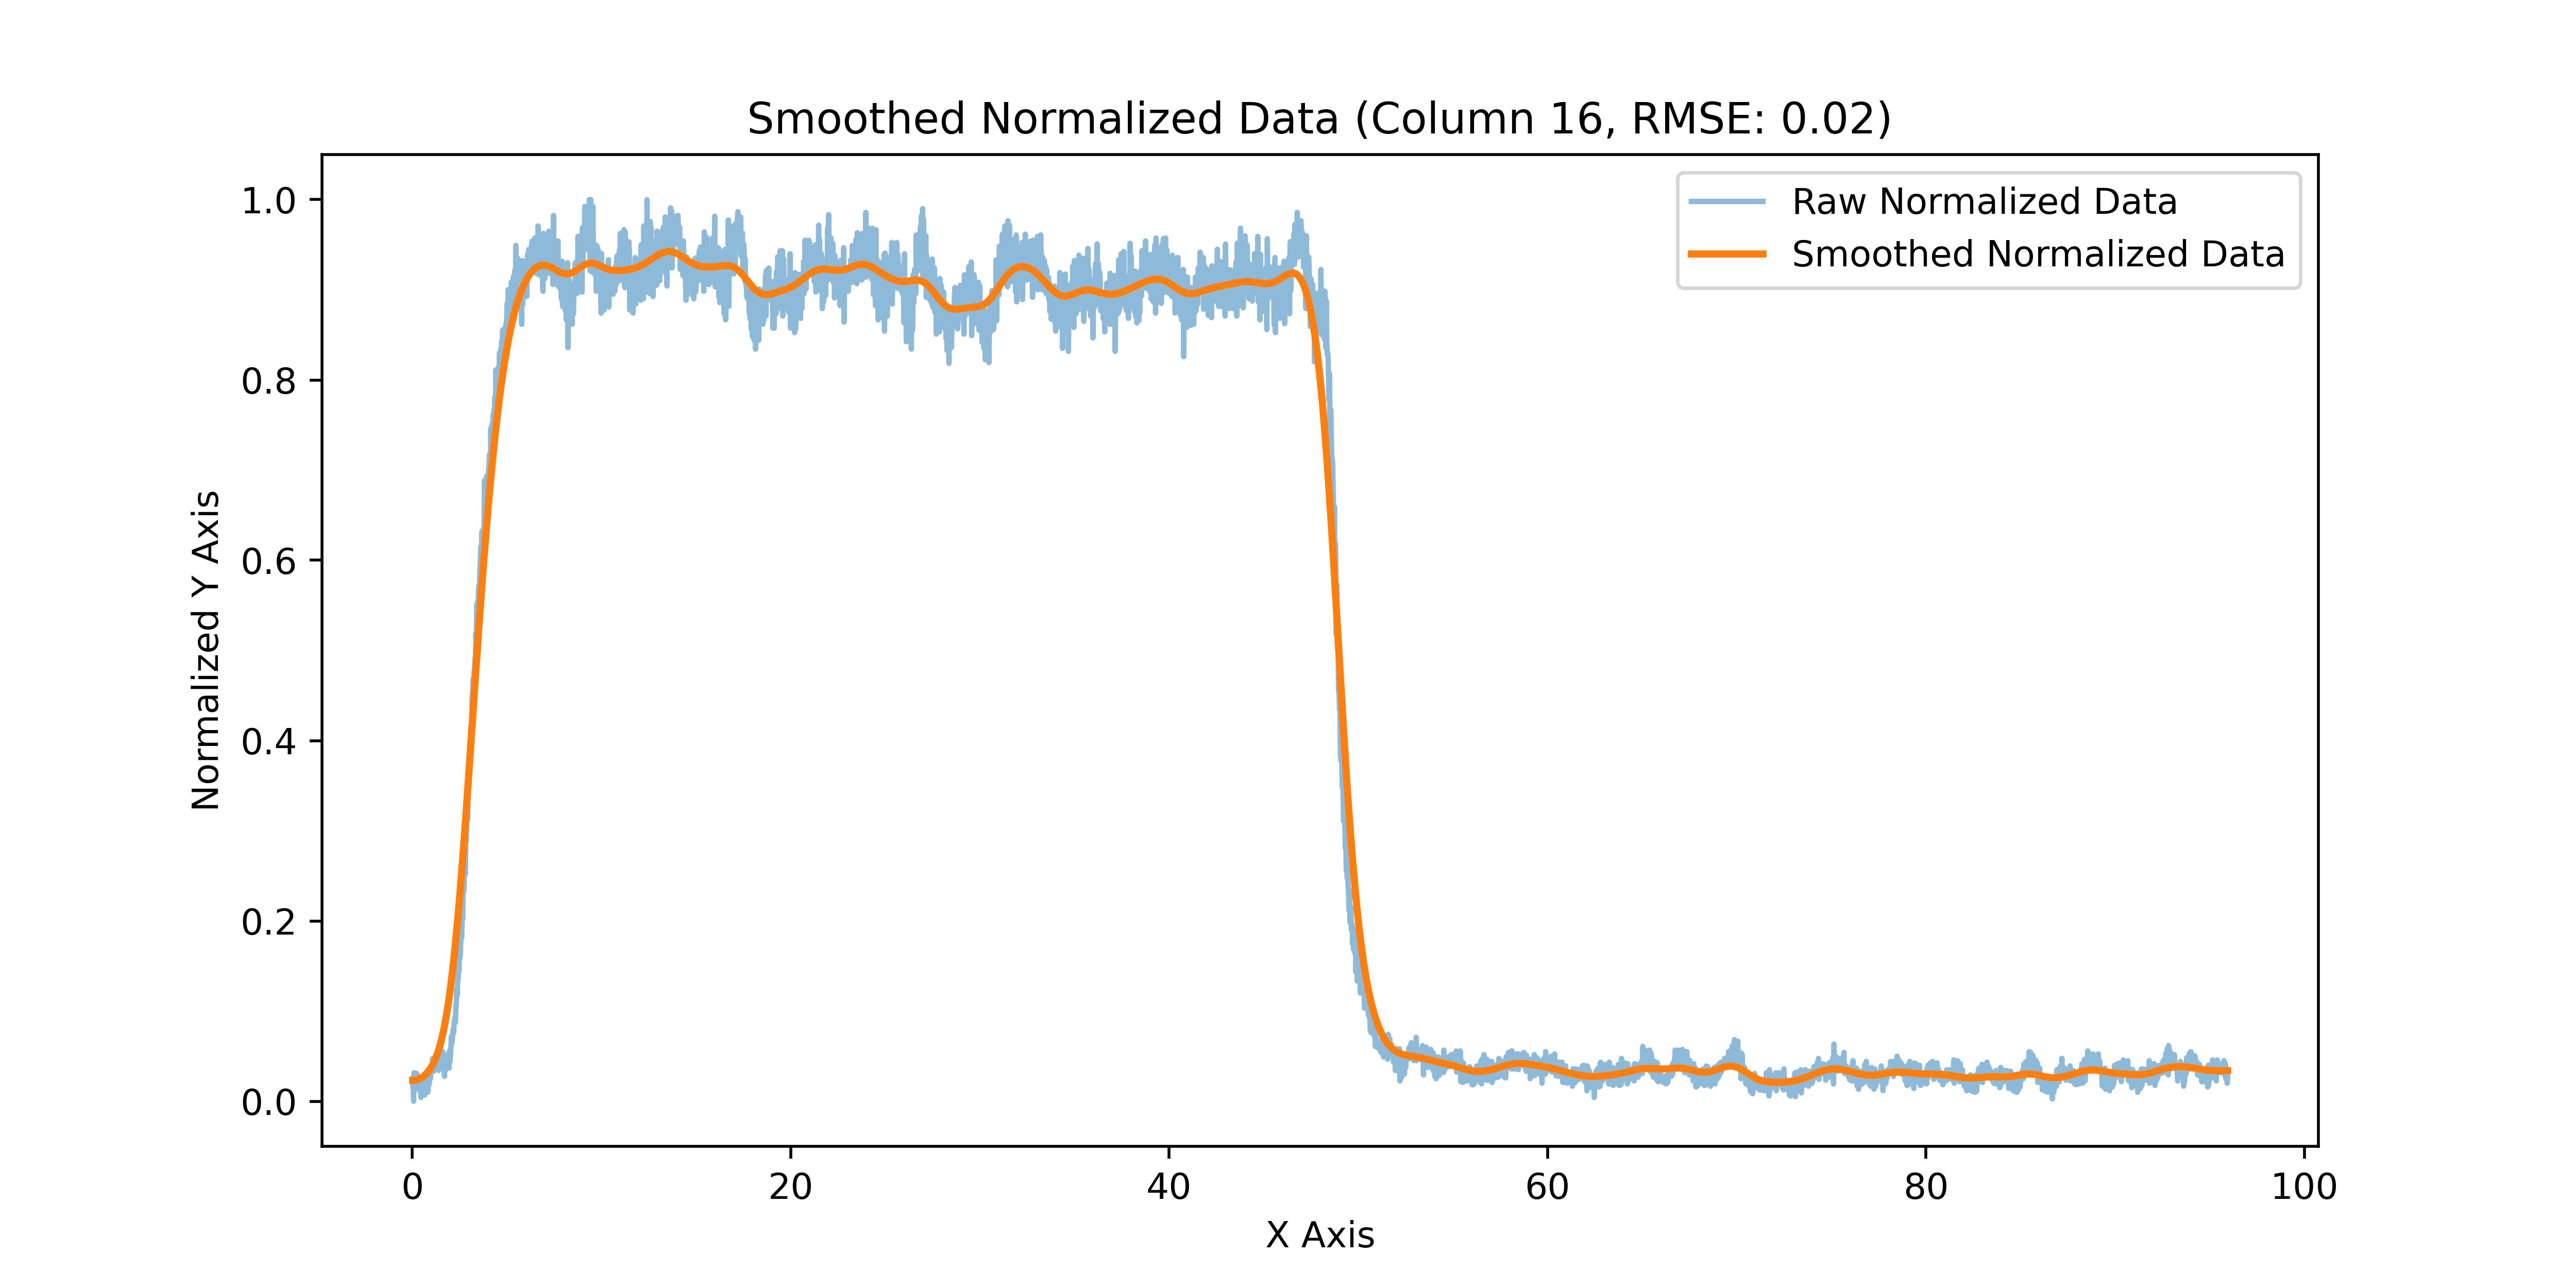 Smoothed Normalized Data (Column 16, RMSE: 0.02)
Raw Normalized Data
Smoothed Normalized Data
Normalized Y Axis
1.0
0.8
0.6
0.4
0.2
0.0
0 20 40 60 80 100
X Axis